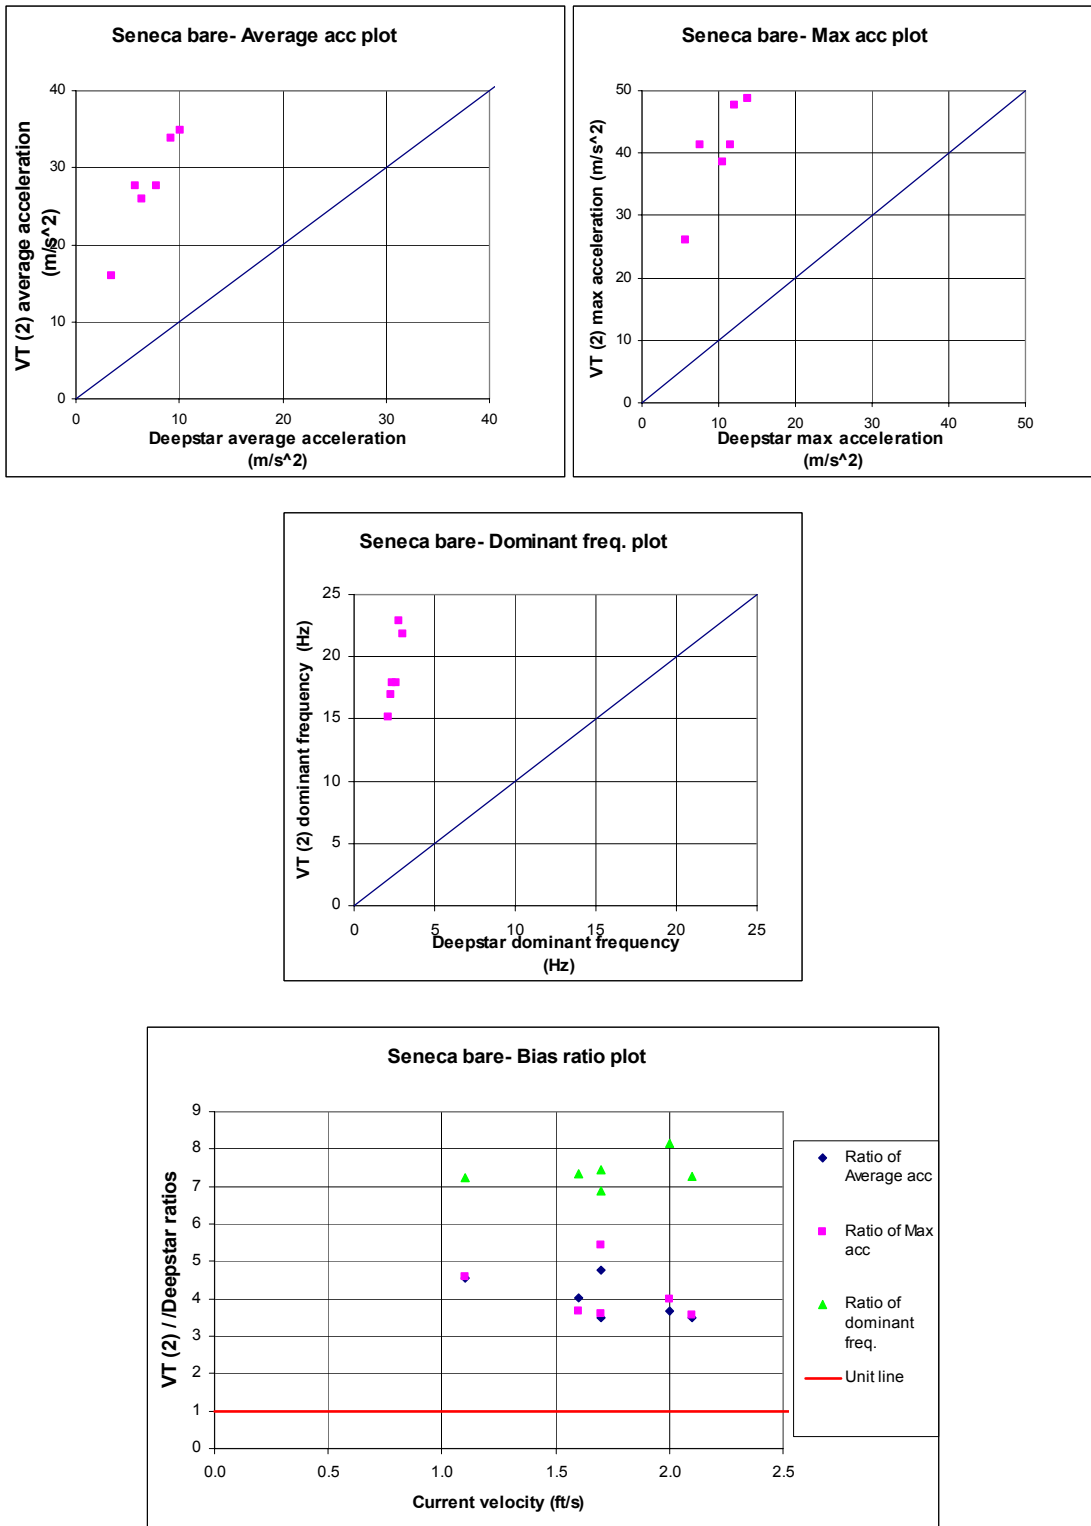 Seneca bare- Average acc plot
VT (2) average acceleration
(m/s^2)
40
30
20
10
0
0 10 20 30 40
Deepstar average acceleration
(m/s^2)
Seneca bare- Max acc plot
VT (2) max acceleration (m/s^2)
50
40
30
20
10
0
0 10 20 30 40 50
Deepstar max acceleration
(m/s^2)
Seneca bare- Dominant freq. plot
VT (2) dominant frequency (Hz)
25
20
15
10
5
0
0 5 10 15 20 25
Deepstar dominant frequency
(Hz)
Seneca bare- Bias ratio plot
VT (2) / /Deepstar ratios
9
8
7
6
5
4
3
2
1
0
0.0 0.5 1.0 1.5 2.0 2.5
Current velocity (ft/s)
Ratio of
Average acc
Ratio of Max
acc
Ratio of
dominant
freq.
Unit line